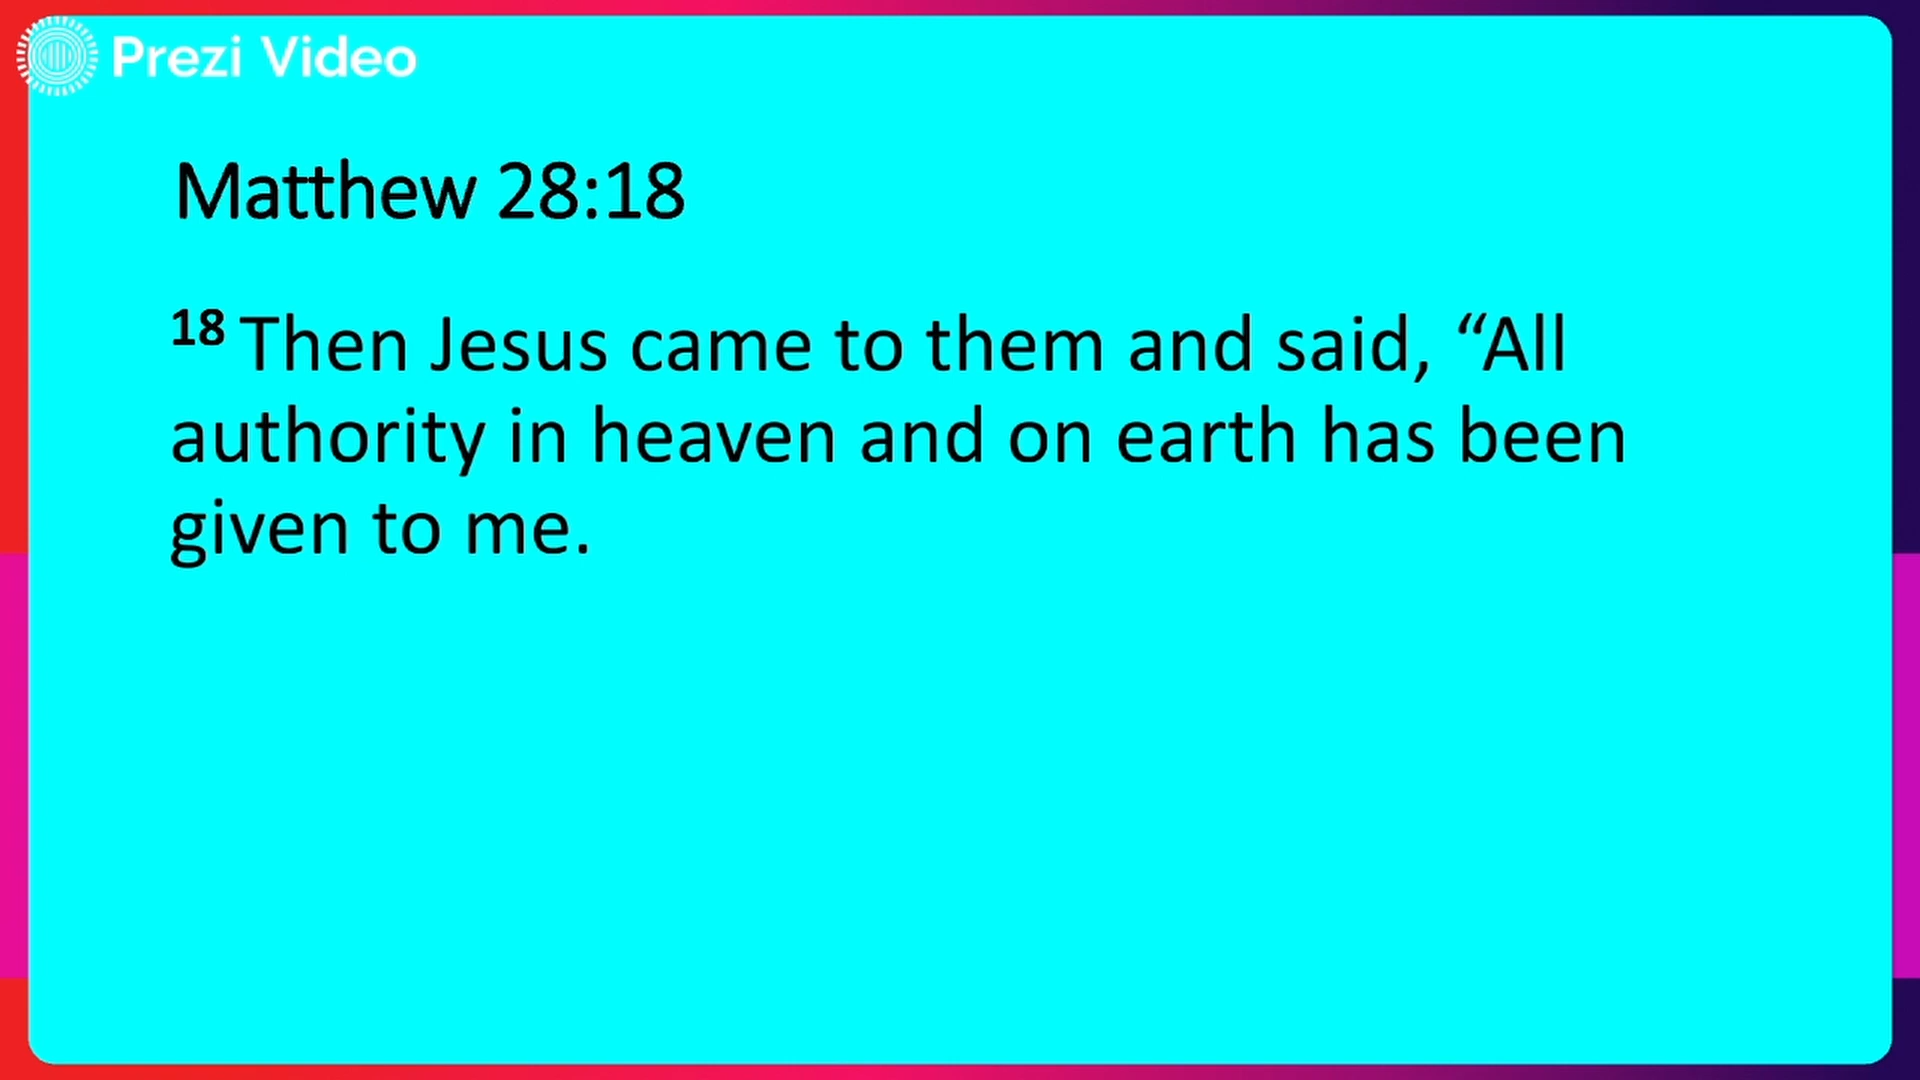 Prezi Video
Matthew 28:18
18 Then Jesus came to them and said, “All
authority in heaven and on earth has been
given to me.